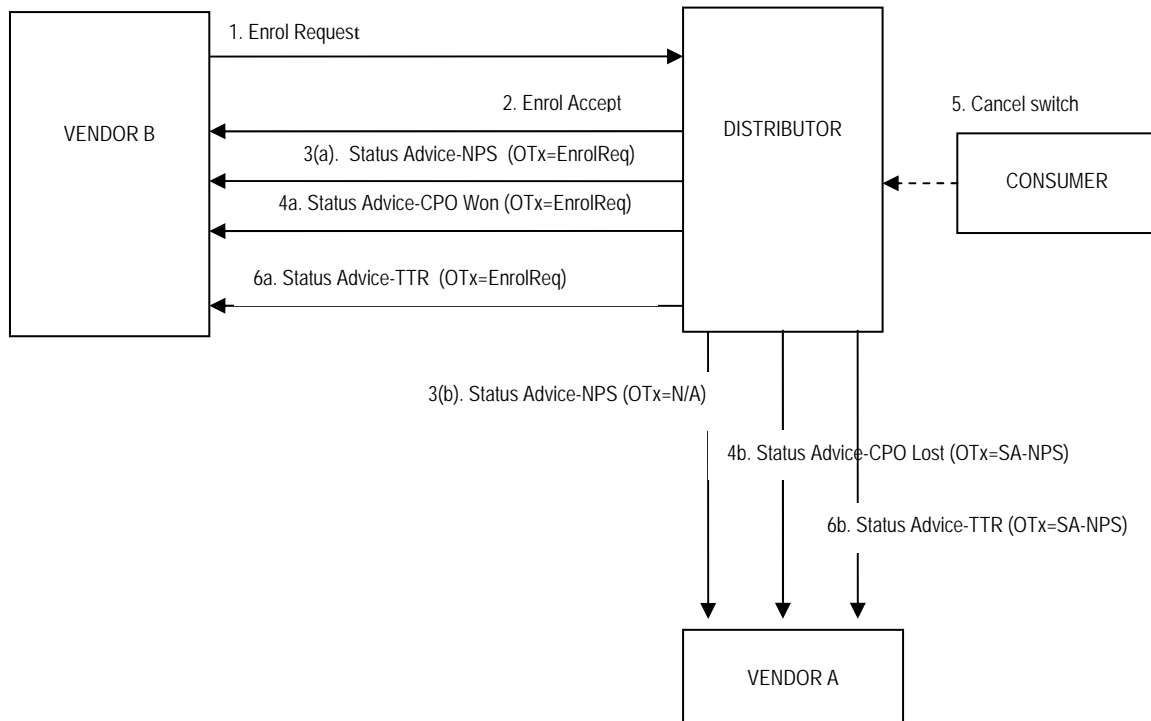 1. Enrol Request
VENDOR B
2. Enrol Accept
DISTRIBUTOR
5. Cancel switch
3(a). Status Advice-NPS (OTx=EnrolReq)
CONSUMER
4a. Status Advice-CPO Won (OTx=EnrolReq)
6a. Status Advice-TTR (OTx=EnrolReq)
3(b). Status Advice-NPS (OTx=N/A)
4b. Status Advice-CPO Lost (OTx=SA-NPS)
6b. Status Advice-TTR (OTx=SA-NPS)
VENDOR A